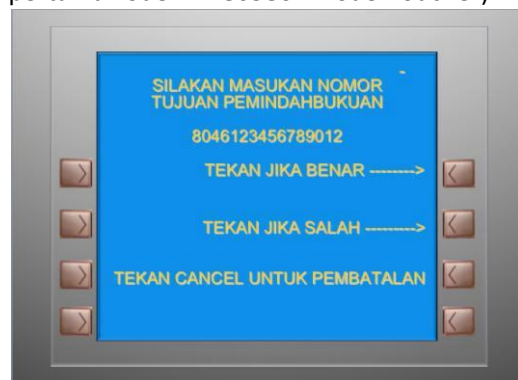 SILAKAN MASUKAN NOMOR
TUJUAN PEMINDAHBUKUAN
8046123456789012
TEKAN JIKA BENAR -------->
TEKAN JIKA SALAH --------->
TEKAN CANCEL UNTUK PEMBATALAN